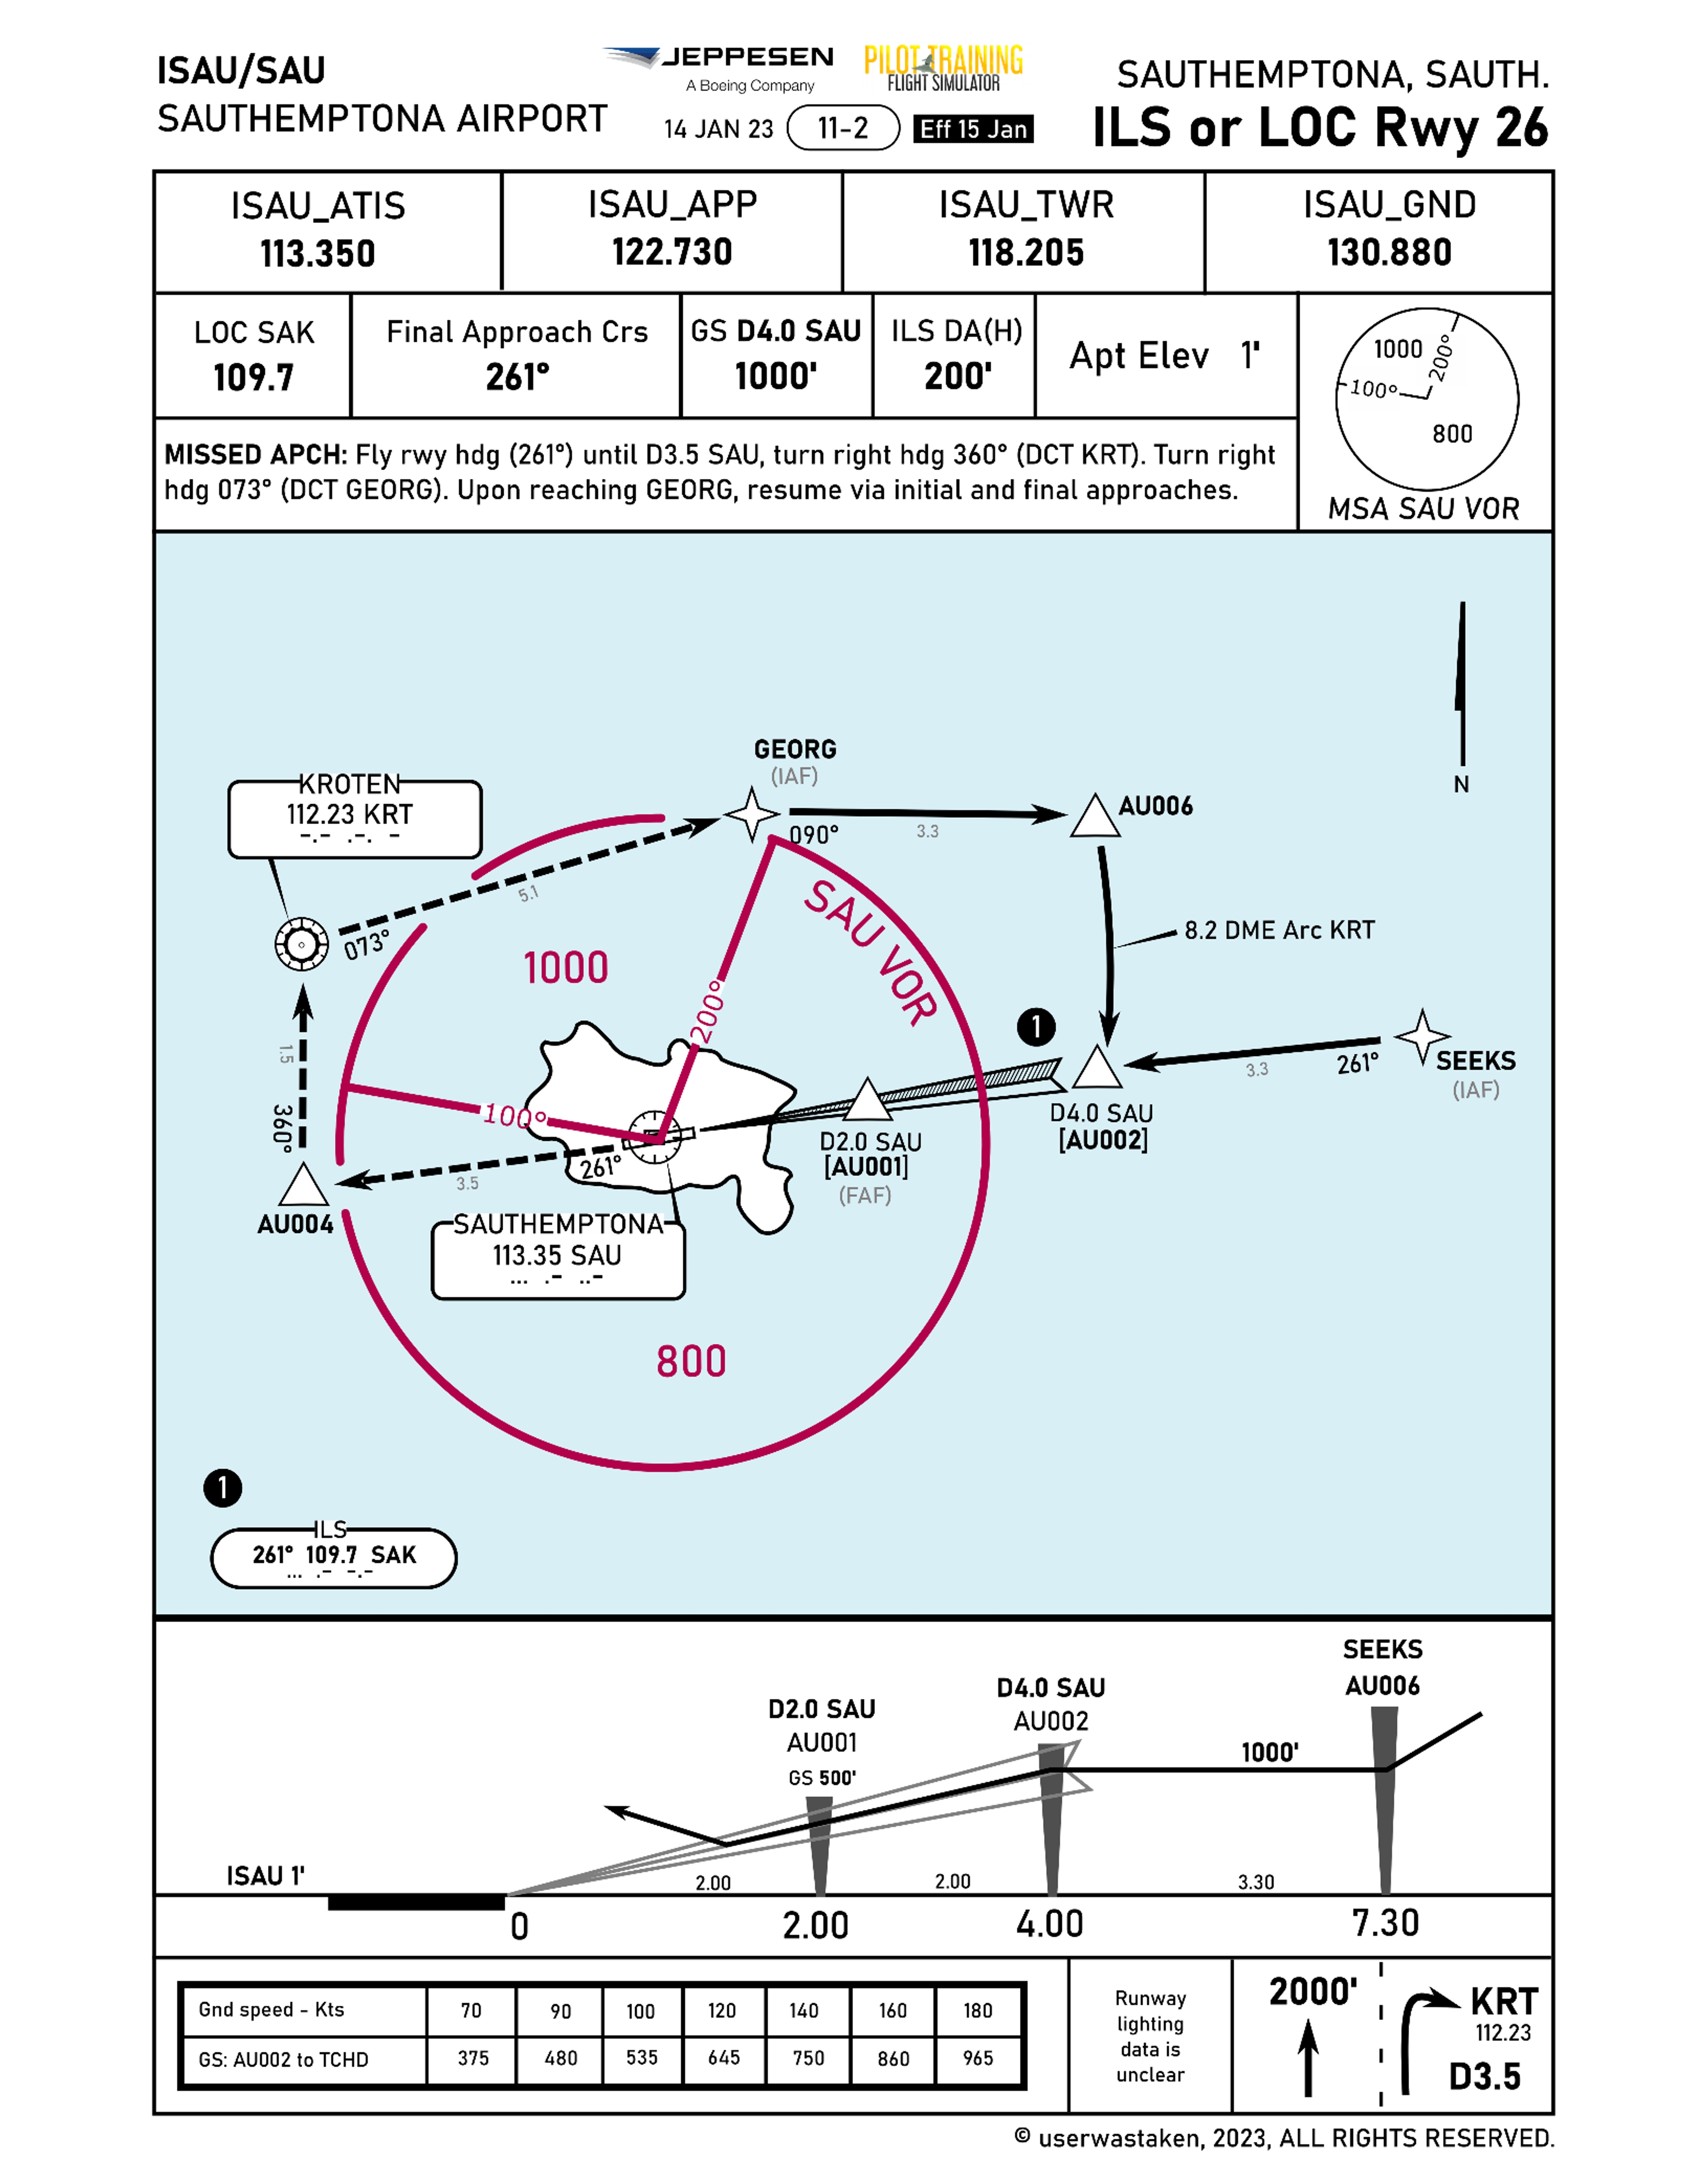 ISAU/SAU
SAUTHEMPTONA AIRPORT
JEPPESEN
A Boeing Company
PILOT TRAINING
FLIGHT SIMULATOR
14 JAN 23
11-2
Eff 15 Jan
SAUTHEMPTONA, SAUTH.
ILS or LOC Rwy 26
ISAU_ATIS
113.350
ISAU_APP
122.730
ISAU_TWR
118.205
ISAU_GND
130.880
LOC SAK
109.7
Final Approach Crs
261°
GS D4.0 SAU
1000'
ILS DA(H)
200'
Apt Elev 1'
1000
200°
100°
800
MSA SAU VOR
MISSED APCH: Fly rwy hdg (261°) until D3.5 SAU, turn right hdg 360° (DCT KRT). Turn right
hdg 073° (DCT GEORG). Upon reaching GEORG, resume via initial and final approaches.
N
GEORG
(IAF)
KROTEN
112.23 KRT
-.- .-. -
AU006
090°
3.3
5.1
073°
SAU VOR
8.2 DME Arc KRT
1000
200°
1
SEEKS
(IAF)
261°
3.3
1.5
360°
100°
D4.0 SAU
[AU002]
D2.0 SAU
[AU001]
(FAF)
261°
3.5
AU004
SAUTHEMPTONA
113.35 SAU
... .- ..-
800
1
ILS
261° 109.7 SAK
... .- -.-
SEEKS
AU006
D4.0 SAU
AU002
D2.0 SAU
AU001
GS 500'
1000'
ISAU 1'
2.00
2.00
3.30
0
2.00
4.00
7.30
Gnd speed - Kts 70 90 100 120 140 160 180
GS: AU002 to TCHD 375 480 535 645 750 860 965
Runway
lighting
data is
unclear
2000'
KRT
112.23
D3.5
© userwastaken, 2023, ALL RIGHTS RESERVED.